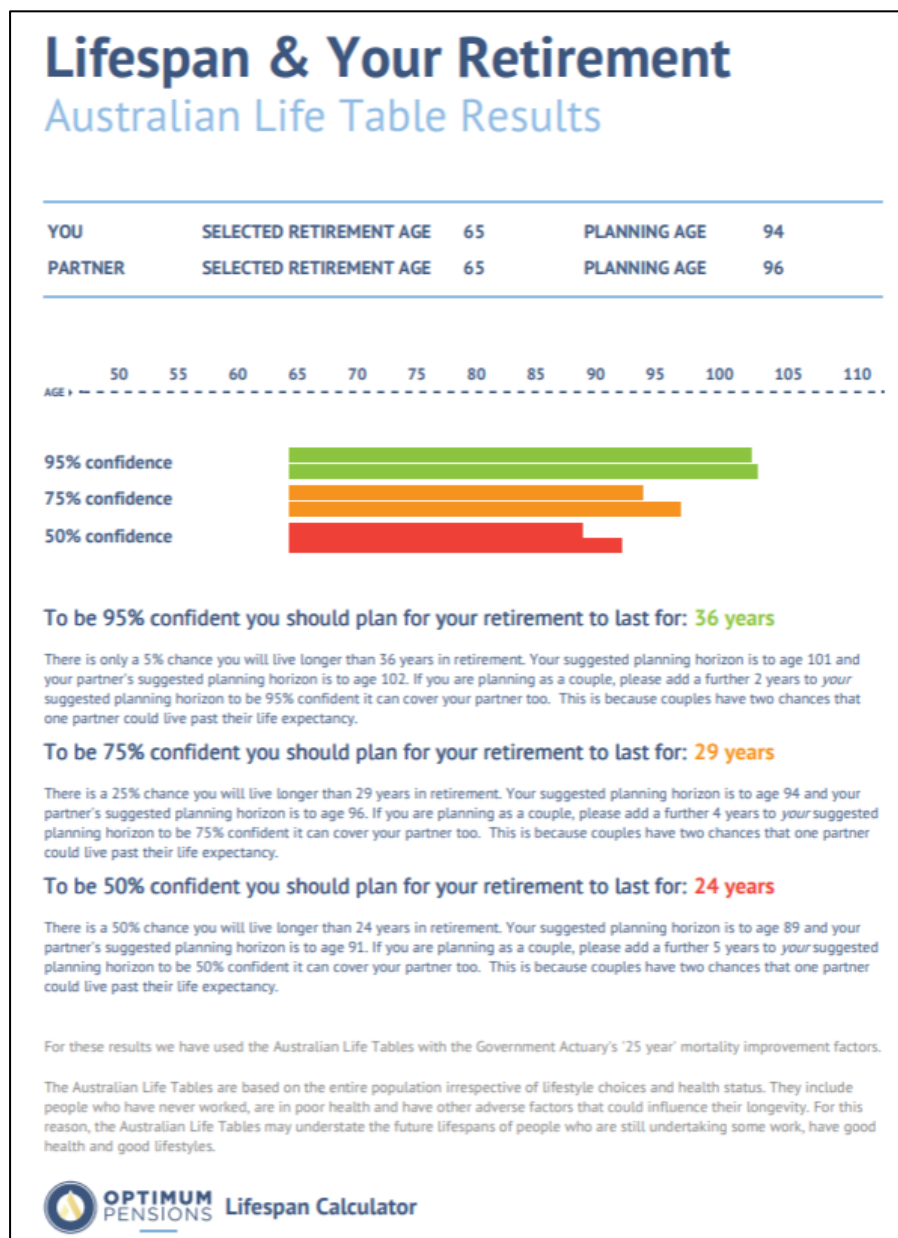 Lifespan & Your Retirement
Australian Life Table Results
YOU SELECTED RETIREMENT AGE 65 PLANNING AGE 94
PARTNER SELECTED RETIREMENT AGE 65 PLANNING AGE 96
50 55 60 65 70 75 80 85 90 95 100 105 110
AGE
95% confidence
75% confidence
50% confidence
To be 95% confident you should plan for your retirement to last for: 36 years
There is only a 5% chance you will live longer than 36 years in retirement. Your suggested planning horizon is to age 101 and
your partner's suggested planning horizon is to age 102. If you are planning as a couple, please add a further 2 years to your
suggested planning horizon to be 95% confident it can cover your partner too. This is because couples have two chances that
one partner could live past their life expectancy.
To be 75% confident you should plan for your retirement to last for: 29 years
There is a 25% chance you will live longer than 29 years in retirement. Your suggested planning horizon is to age 94 and your
partner's suggested planning horizon is to age 96. If you are planning as a couple, please add a further 4 years to your suggested
planning horizon to be 75% confident it can cover your partner too. This is because couples have two chances that one partner
could live past their life expectancy.
To be 50% confident you should plan for your retirement to last for: 24 years
There is a 50% chance you will live longer than 24 years in retirement. Your suggested planning horizon is to age 89 and your
partner's suggested planning horizon is to age 91. If you are planning as a couple, please add a further 5 years to your suggested
planning horizon to be 50% confident it can cover your partner too. This is because couples have two chances that one partner
could live past their life expectancy.
For these results we have used the Australian Life Tables with the Government Actuary's '25 year' mortality improvement factors.
The Australian Life Tables are based on the entire population irrespective of lifestyle choices and health status. They include
people who have never worked, are in poor health and have other adverse factors that could influence their longevity. For this
reason, the Australian Life Tables may understate the future lifespans of people who are still undertaking some work, have good
health and good lifestyles.
OPTIMUM
PENSIONS Lifespan Calculator